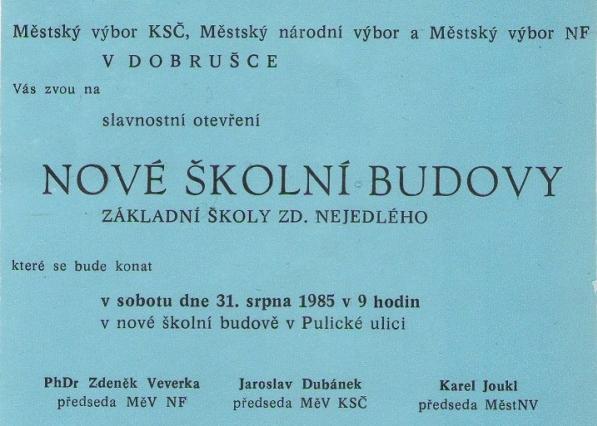 Městský výbor KSČ, Městský národní výbor a Městský výbor NF
V DOBRUŠCE
Vás zvou na
slavnostní otevření
NOVÉ ŠKOLNÍ BUDOVY
ZÁKLADNÍ ŠKOLY ZD. NEJEDLÉHO
které se bude konat
v sobotu dne 31. srpna 1985 v 9 hodin
v nové školní budově v Pulické ulici
PhDr Zdeněk Veverka Jaroslav Dubánek Karel Joukl
předseda MěV NF předseda MěV KSČ předseda MěstNV